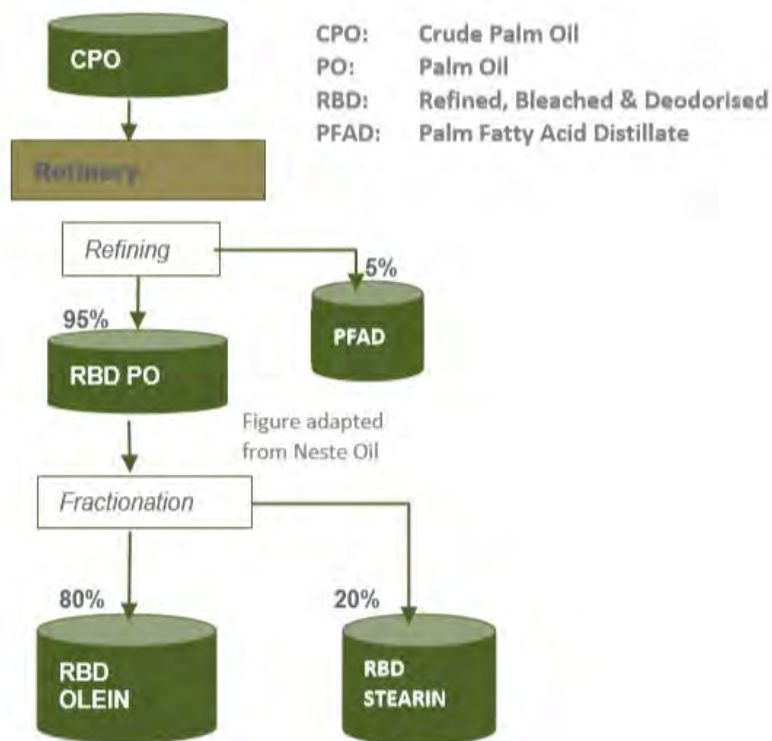 CPO
CPO: Crude Palm Oil
PO: Palm Oil
RBD: Refined, Bleached & Deodorised
PFAD: Palm Fatty Acid Distillate
Refinery
Refining
5%
95%
PFAD
RBD PO
Figure adapted
from Neste Oil
Fractionation
80%
20%
RBD
OLEIN
RBD
STEARIN